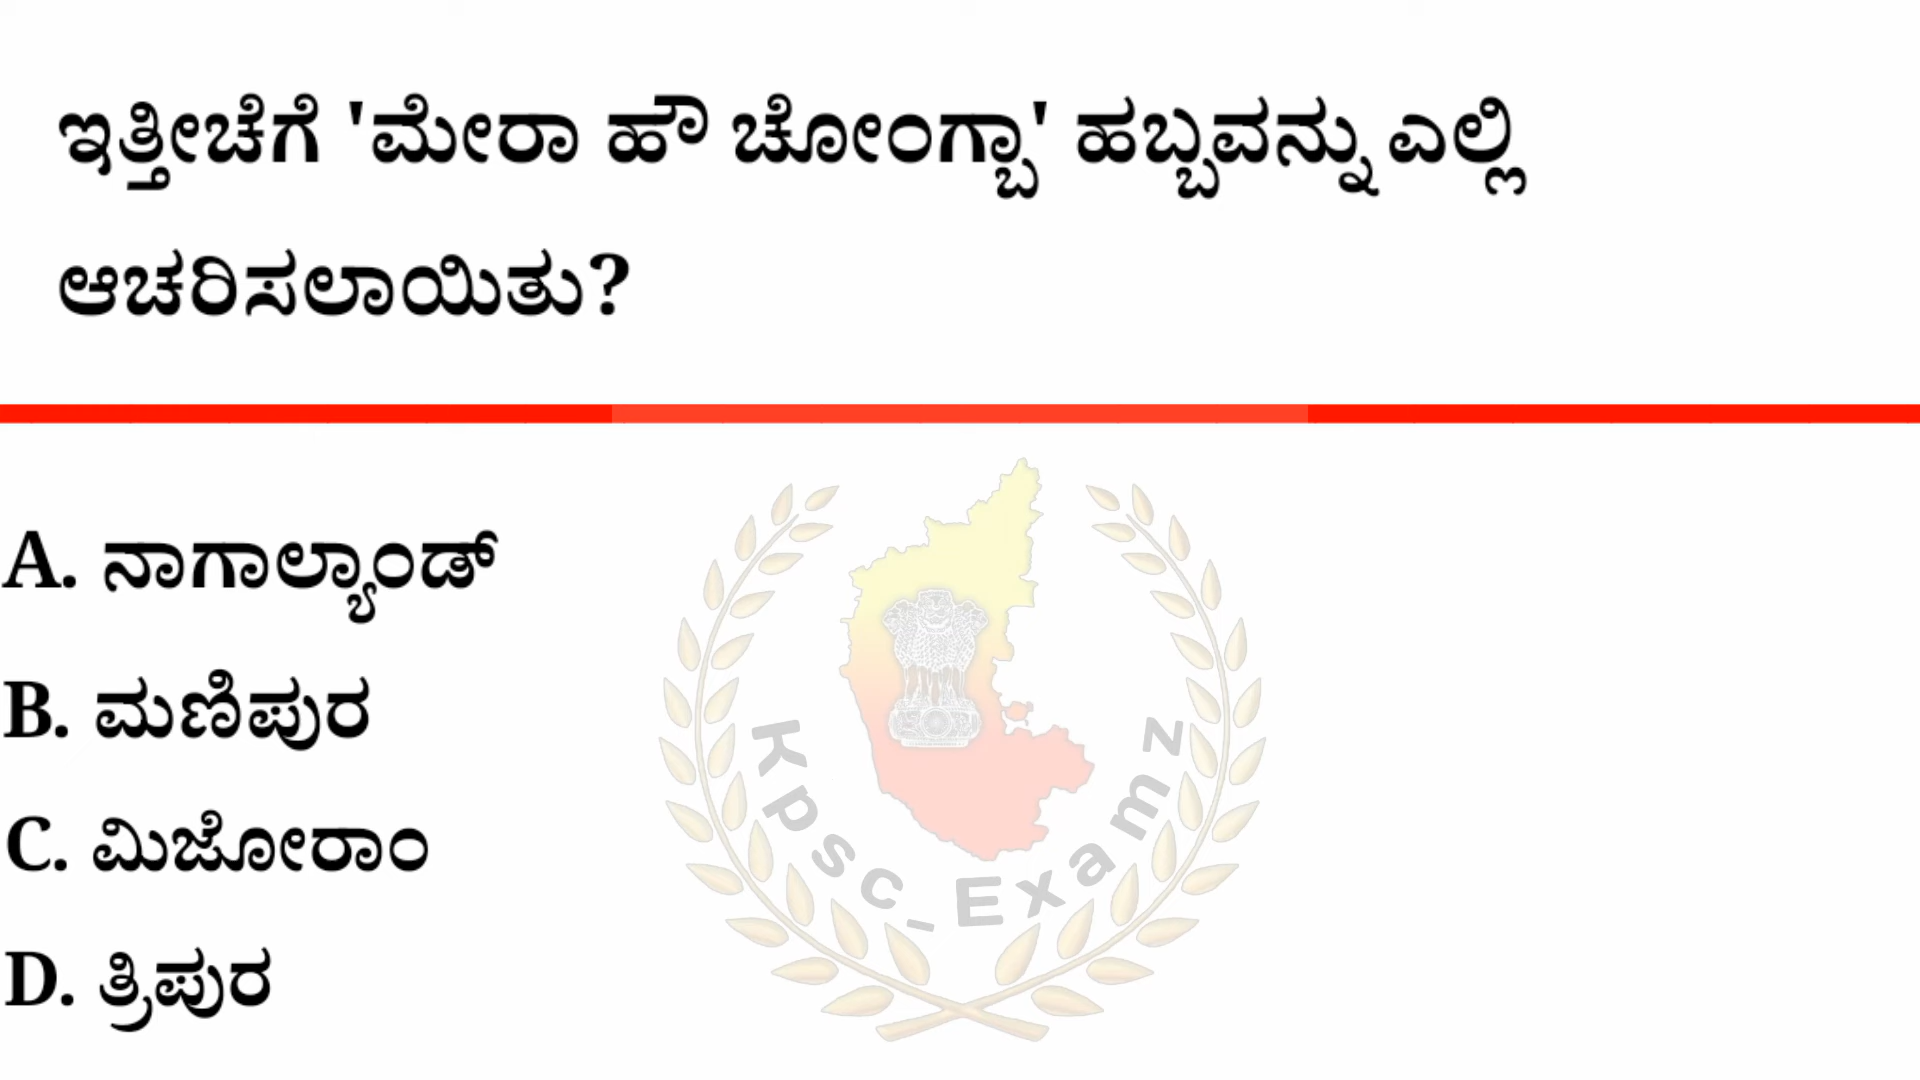 ಇತ್ತೀಚೆಗೆ 'ಮೇರಾ ಹೌ ಚೋಂಗ್ಬಾ' ಹಬ್ಬವನ್ನು ಎಲ್ಲಿ
ಆಚರಿಸಲಾಯಿತು?
A. ನಾಗಾಲ್ಯಾಂಡ್
B. ಮಣಿಪುರ
C. ಮಿಜೋರಾಂ
D. ತ್ರಿಪುರ
Kpsc_Examz